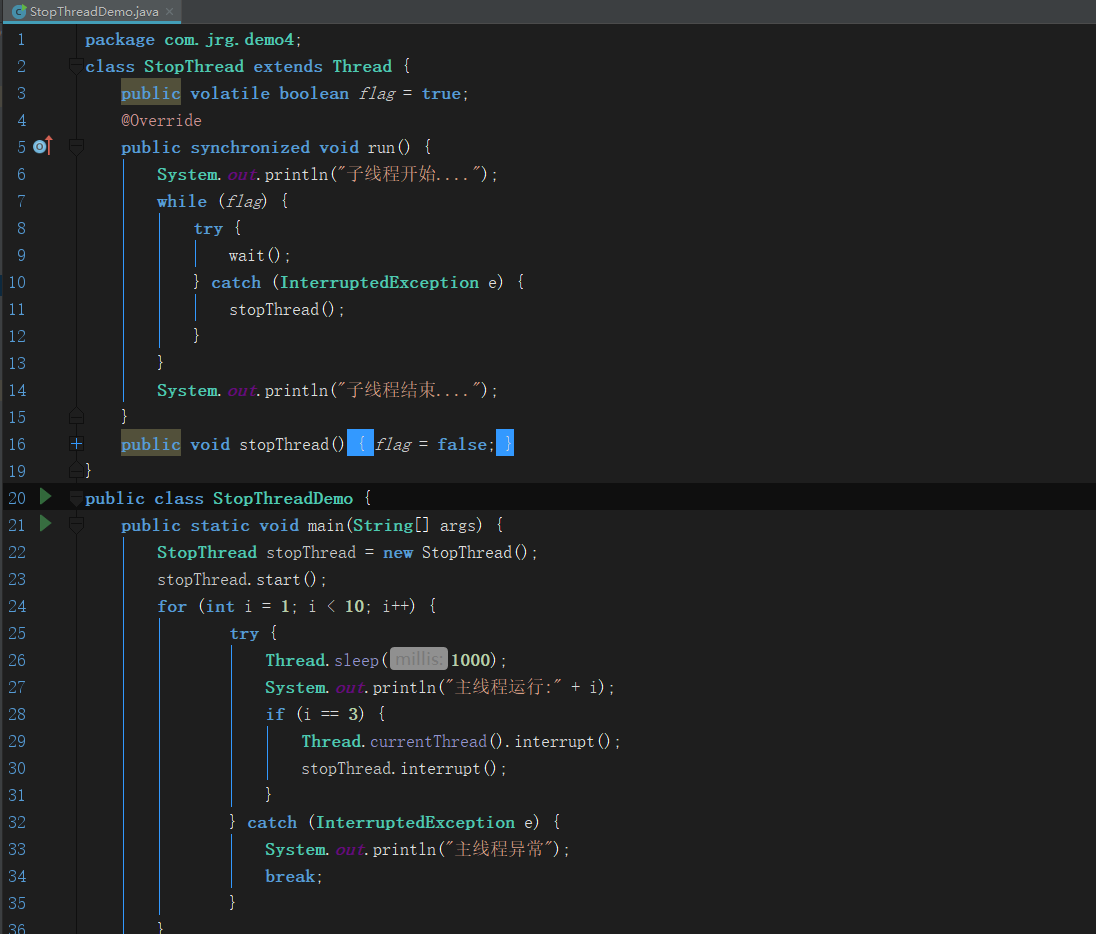 StopThreadDemo.java
1 package com.jrg.demo4;
2 class StopThread extends Thread {
3 public volatile boolean flag = true;
4 @Override
5 public synchronized void run() {
6 System.out.println("子线程开始....");
7 while (flag) {
8 try {
9 wait();
10 } catch (InterruptedException e) {
11 stopThread();
12 }
13 }
14 System.out.println("子线程结束....");
15 }
16 public void stopThread() { flag = false; }
19 }
20 public class StopThreadDemo {
21 public static void main(String[] args) {
22 StopThread stopThread = new StopThread();
23 stopThread.start();
24 for (int i = 1; i < 10; i++) {
25 try {
26 Thread.sleep( millis: 1000);
27 System.out.println("主线程运行:" + i);
28 if (i == 3) {
29 Thread.currentThread().interrupt();
30 stopThread.interrupt();
31 }
32 } catch (InterruptedException e) {
33 System.out.println("主线程异常");
34 break;
35 }
36 }